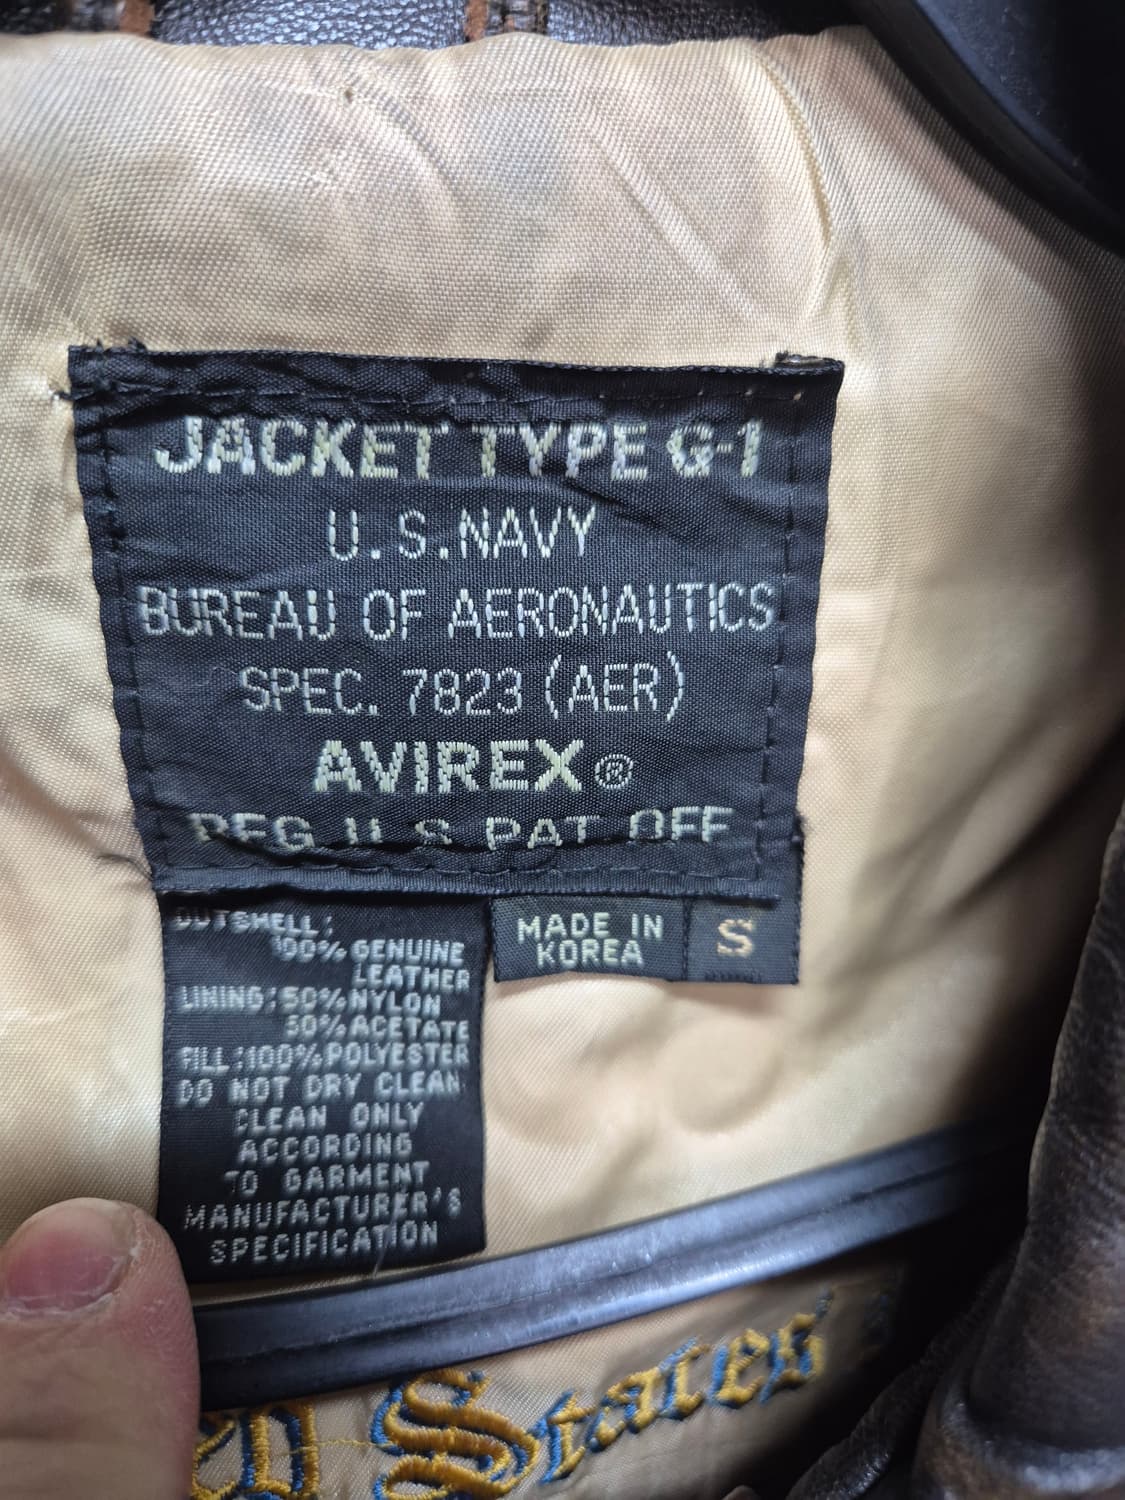 JACKET TYPE G-1
U.S. NAVY
BUREAU OF AERONAUTICS
SPEC. 7823 (AER)
AVIREX®
REG U S PAT OFF
OUTSHELL:
100% GENUINE
LEATHER
LINING: 50% NYLON
50% ACETATE
FILL: 100% POLYESTER
DO NOT DRY CLEAN
CLEAN ONLY
ACCORDING
TO GARMENT
MANUFACTURER'S
SPECIFICATION
MADE IN
KOREA
S
States